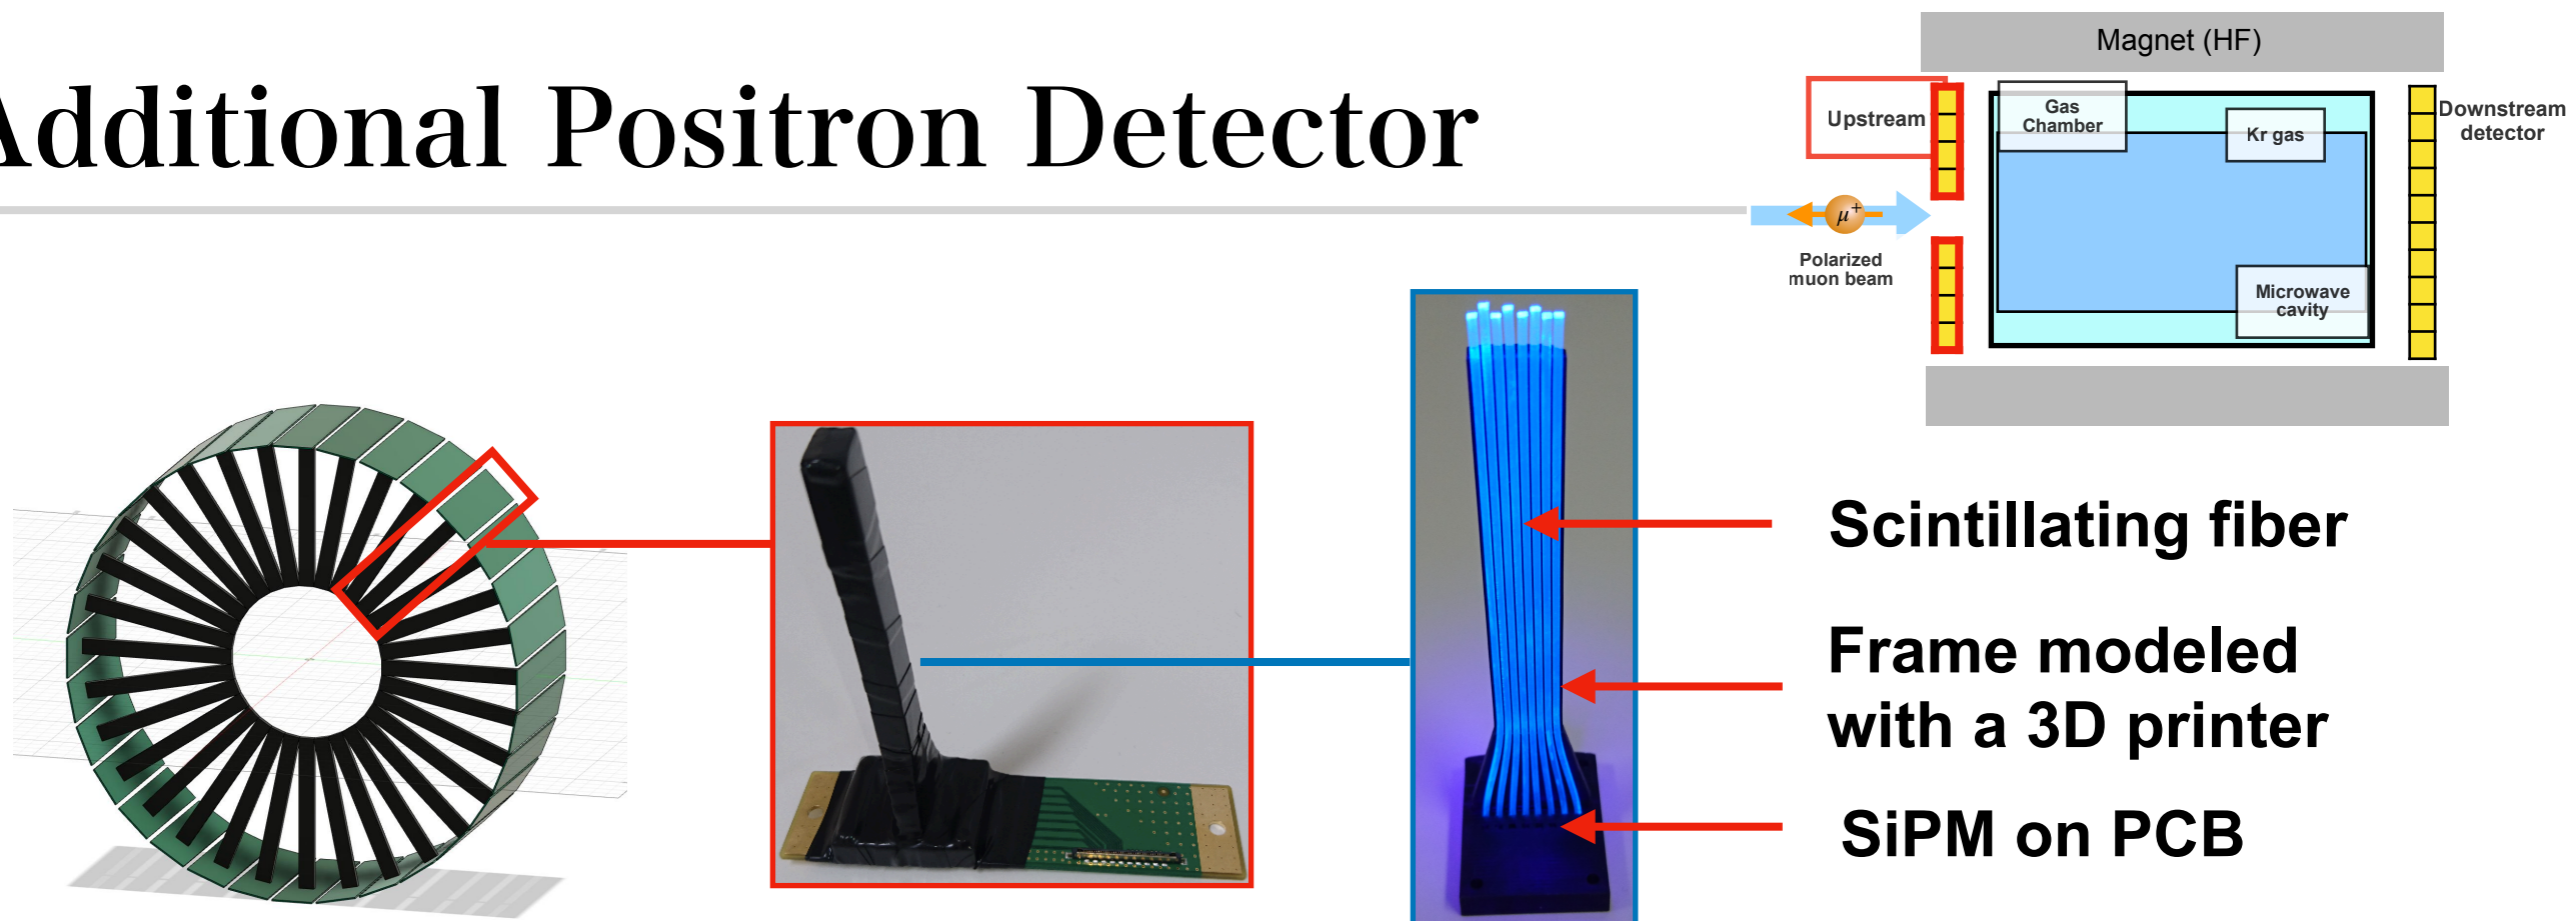 Additional Positron Detector
Magnet (HF)
Upstream
Gas
Chamber
Kr gas
Downstream
detector
μ+
Polarized
muon beam
Microwave
cavity
Scintillating fiber
Frame modeled
with a 3D printer
SiPM on PCB